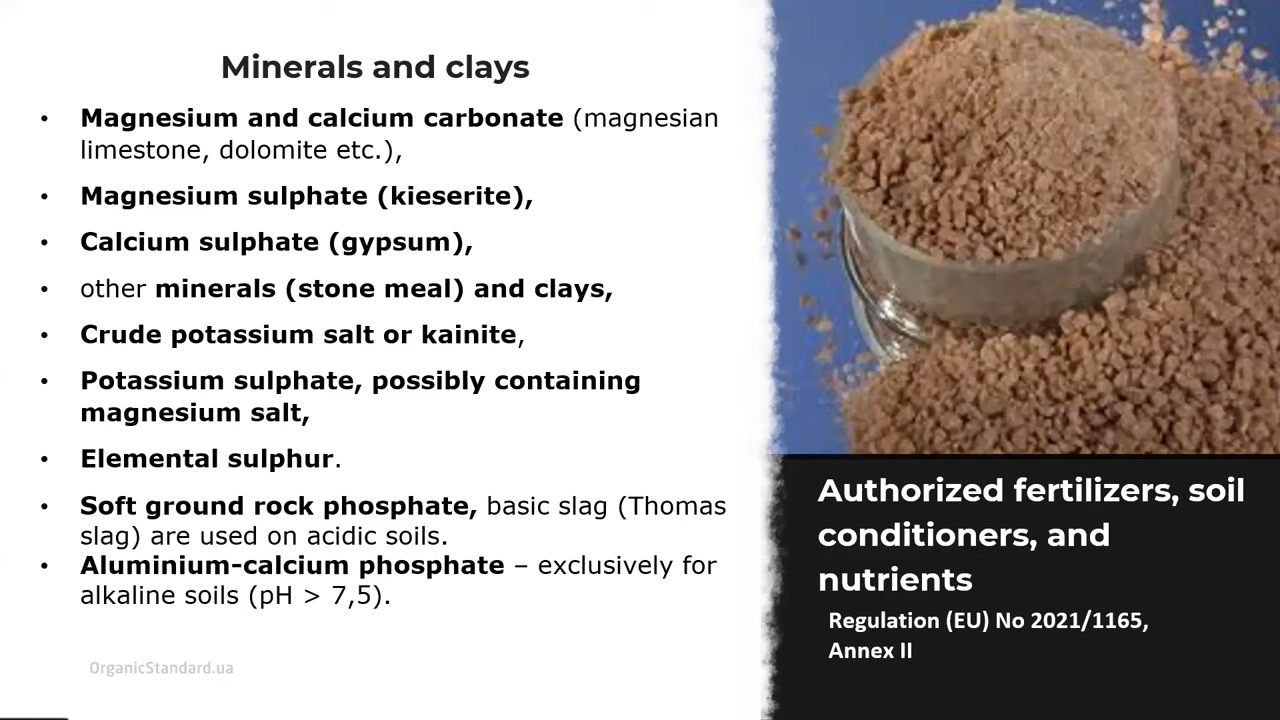 Minerals and clays
• Magnesium and calcium carbonate (magnesian
limestone, dolomite etc.),
• Magnesium sulphate (kieserite),
• Calcium sulphate (gypsum),
• other minerals (stone meal) and clays,
• Crude potassium salt or kainite,
• Potassium sulphate, possibly containing
magnesium salt,
• Elemental sulphur.
• Soft ground rock phosphate, basic slag (Thomas
slag) are used on acidic soils.
• Aluminium-calcium phosphate – exclusively for
alkaline soils (pH > 7,5).
OrganicStandard.ua
Authorized fertilizers, soil
conditioners, and
nutrients
Regulation (EU) No 2021/1165,
Annex II